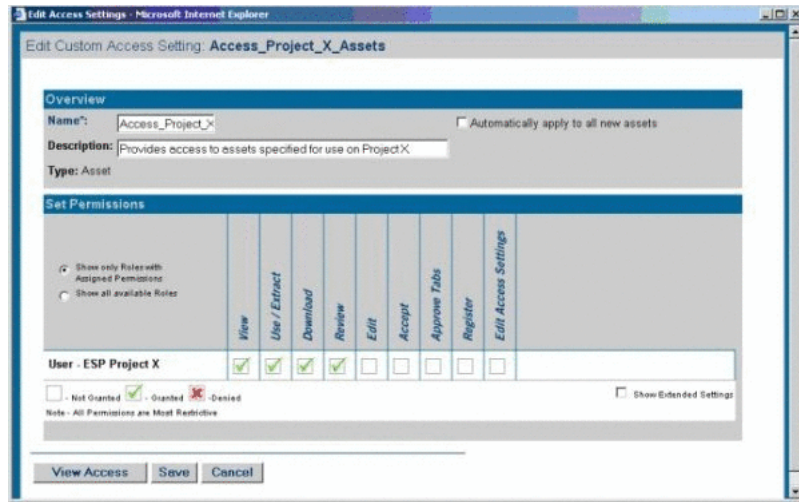 Edit Access Settings - Microsoft Internet Explorer
Edit Custom Access Setting: Access_Project_X_Assets
Overview
Name*: Access_Project_X
Automatically apply to all new assets
Description: Provides access to assets specified for use on Project X
Type: Asset
Set Permissions
Show only Roles with
Assigned Permissions
Show all available Roles
View
Use / Extract
Download
Review
Edit
Accept
Approve Tabs
Register
Edit Access Settings
User - ESP Project X
- Not Granted - Granted - Denied
Show Extended Settings
Note - All Permissions are Most Restrictive
View Access Save Cancel